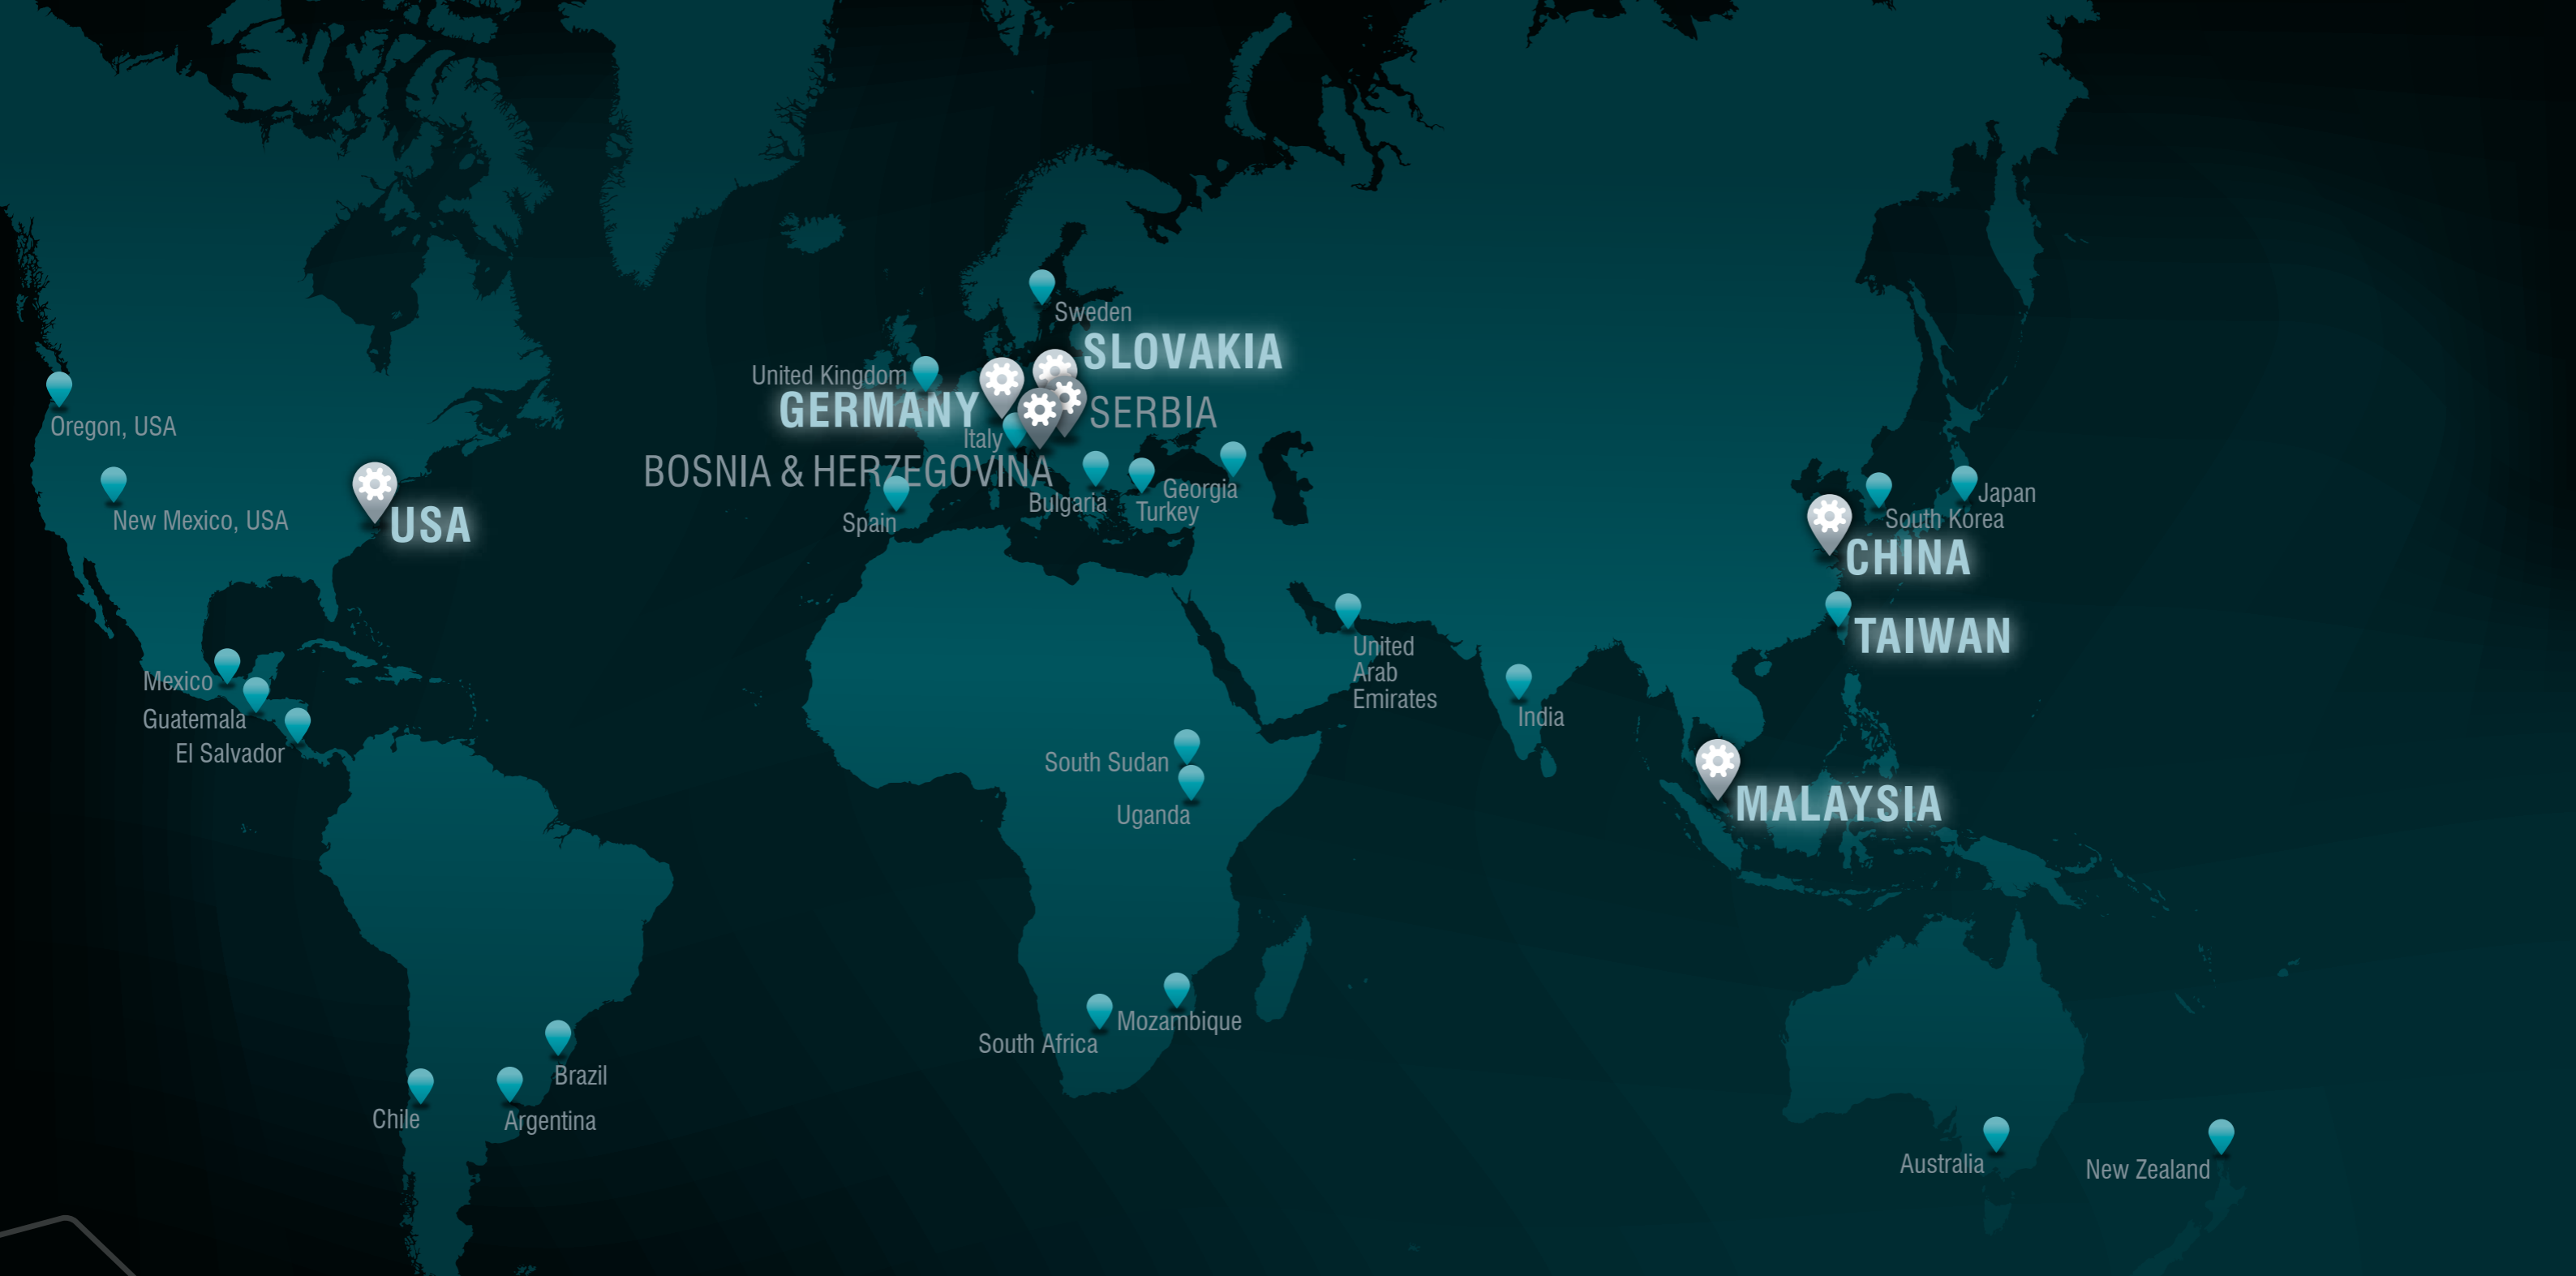 Sweden
SLOVAKIA
United Kingdom
GERMANY
SERBIA
Italy
Oregon, USA
BOSNIA & HERZEGOVINA
Georgia
Japan
Bulgaria
Turkey
New Mexico, USA
USA
Spain
South Korea
CHINA
TAIWAN
United
Arab
Emirates
Mexico
Guatemala
India
El Salvador
South Sudan
MALAYSIA
Uganda
Mozambique
South Africa
Brazil
Chile
Argentina
Australia
New Zealand